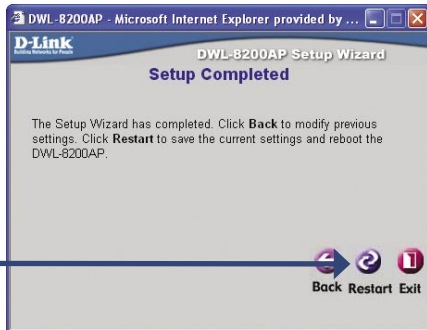 DWL-8200AP - Microsoft Internet Explorer provided by ...
D-Link
Building Networks for People
DWL-8200AP Setup Wizard
Setup Completed
The Setup Wizard has completed. Click Back to modify previous
settings. Click Restart to save the current settings and reboot the
DWL-8200AP.
Back Restart Exit